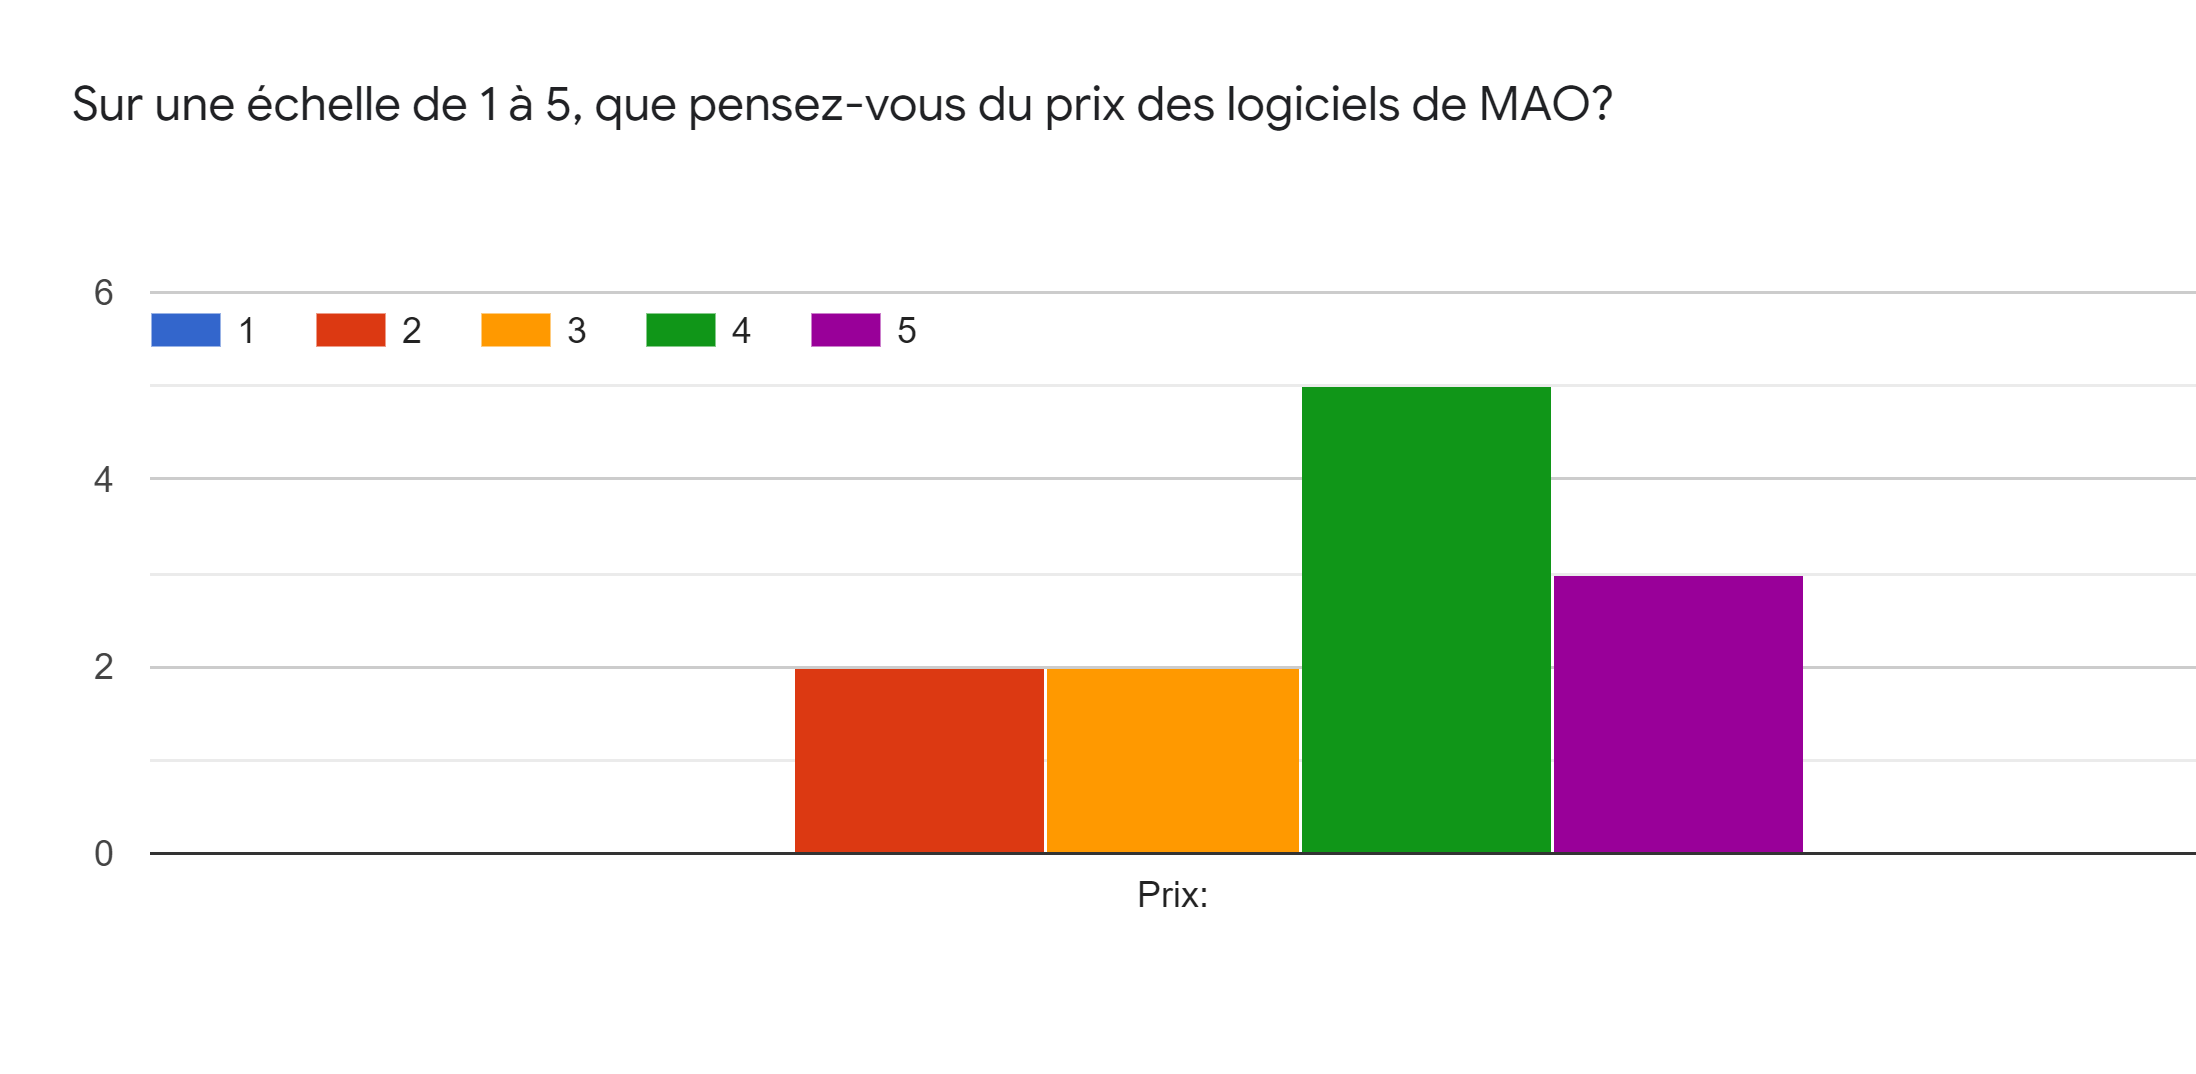 Sur une échelle de 1 à 5, que pensez-vous du prix des logiciels de MAO?
6
1 2 3 4 5
4
2
0
Prix: